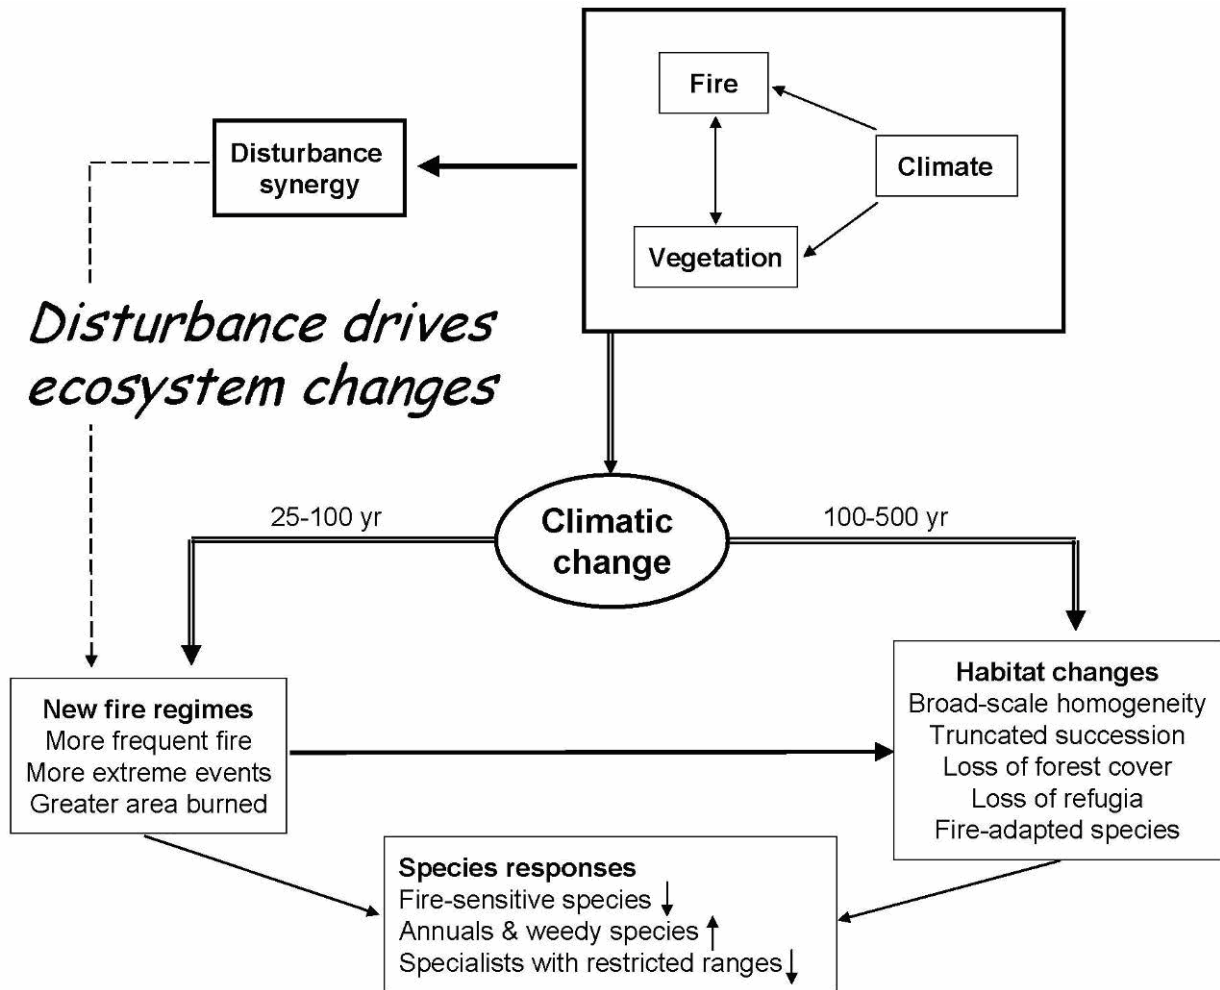 Fire
Climate
Vegetation
Disturbance
synergy
Disturbance drives
ecosystem changes
Climatic
change
25-100 yr
100-500 yr
New fire regimes
More frequent fire
More extreme events
Greater area burned
Habitat changes
Broad-scale homogeneity
Truncated succession
Loss of forest cover
Loss of refugia
Fire-adapted species
Species responses
Fire-sensitive species ↓
Annuals & weedy species ↑
Specialists with restricted ranges ↓